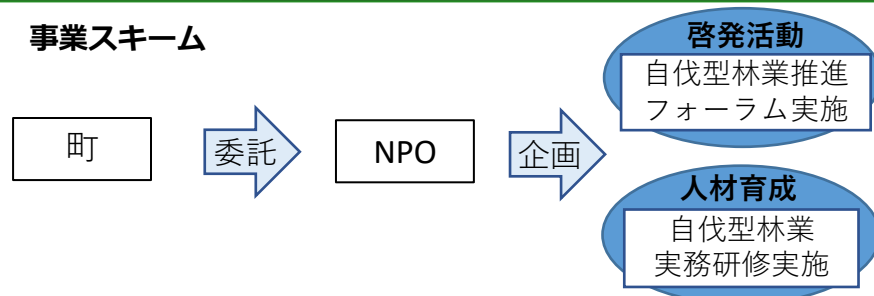 事業スキーム
町
委託
NPO
企画
啓発活動
自伐型林業推進
フォーラム実施
人材育成
自伐型林業
実務研修実施